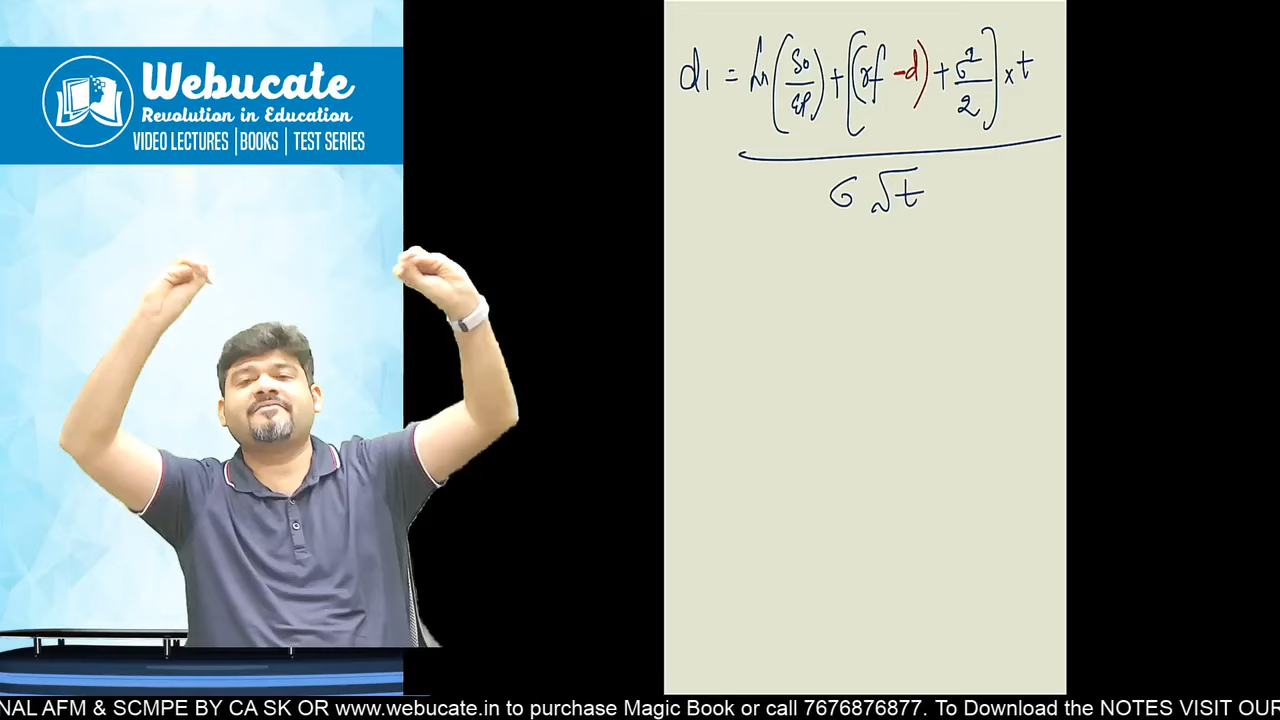 Webucate
Revolution in Education
VIDEO LECTURES | BOOKS | TEST SERIES
d1 = ln(S0/EP) + [(rf -d) + σ²/2] × t
σ √t
NAL AFM & SCMPE BY CA SK OR www.webucate.in to purchase Magic Book or call 7676876877. To Download the NOTES VISIT OUR